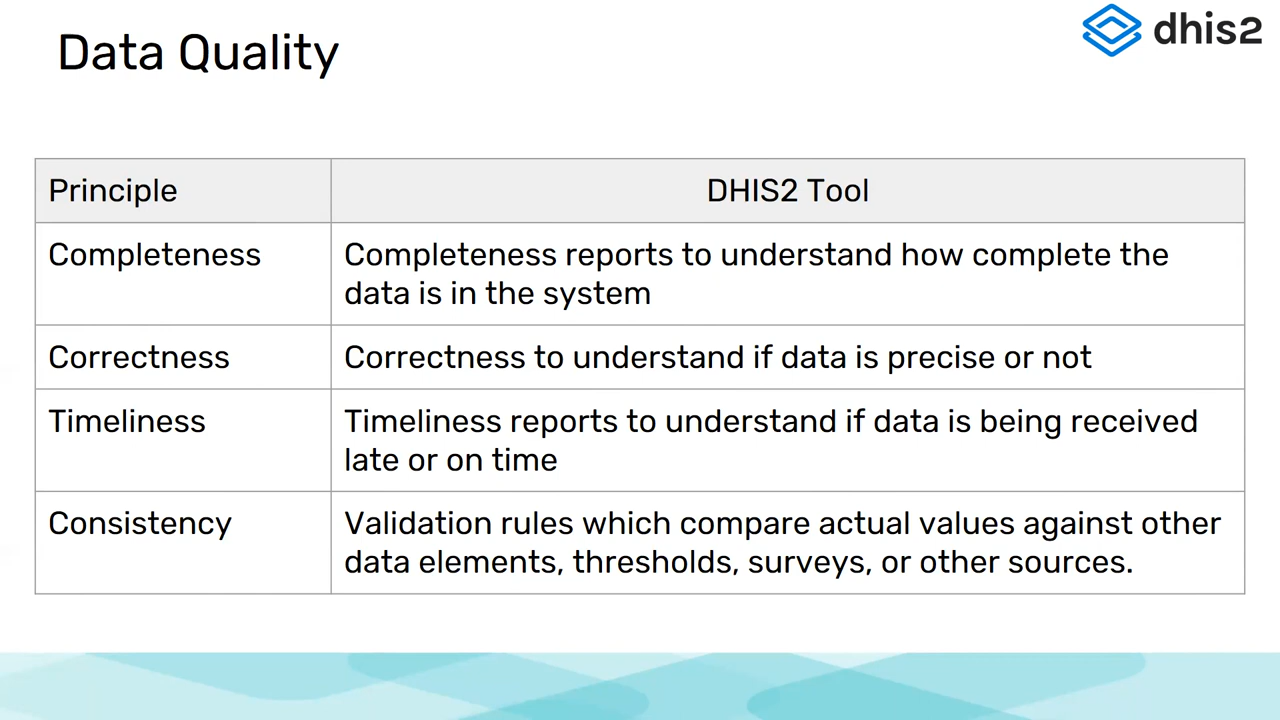 Data Quality
dhis2
Principle
DHIS2 Tool
Completeness
Completeness reports to understand how complete the
data is in the system
Correctness
Correctness to understand if data is precise or not
Timeliness
Timeliness reports to understand if data is being received
late or on time
Consistency
Validation rules which compare actual values against other
data elements, thresholds, surveys, or other sources.